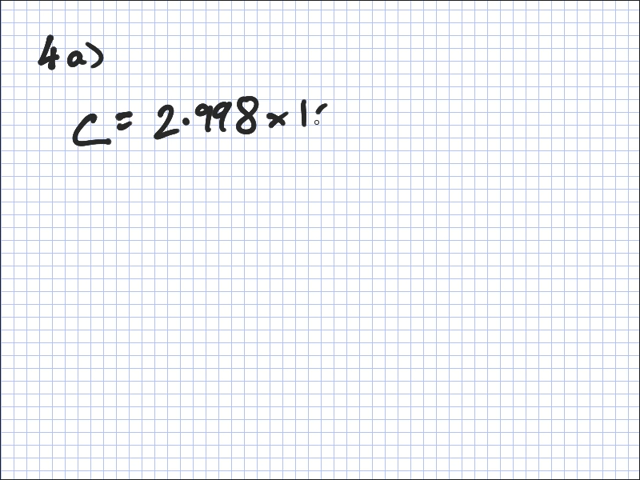 4a)
C = 2.998 × 1